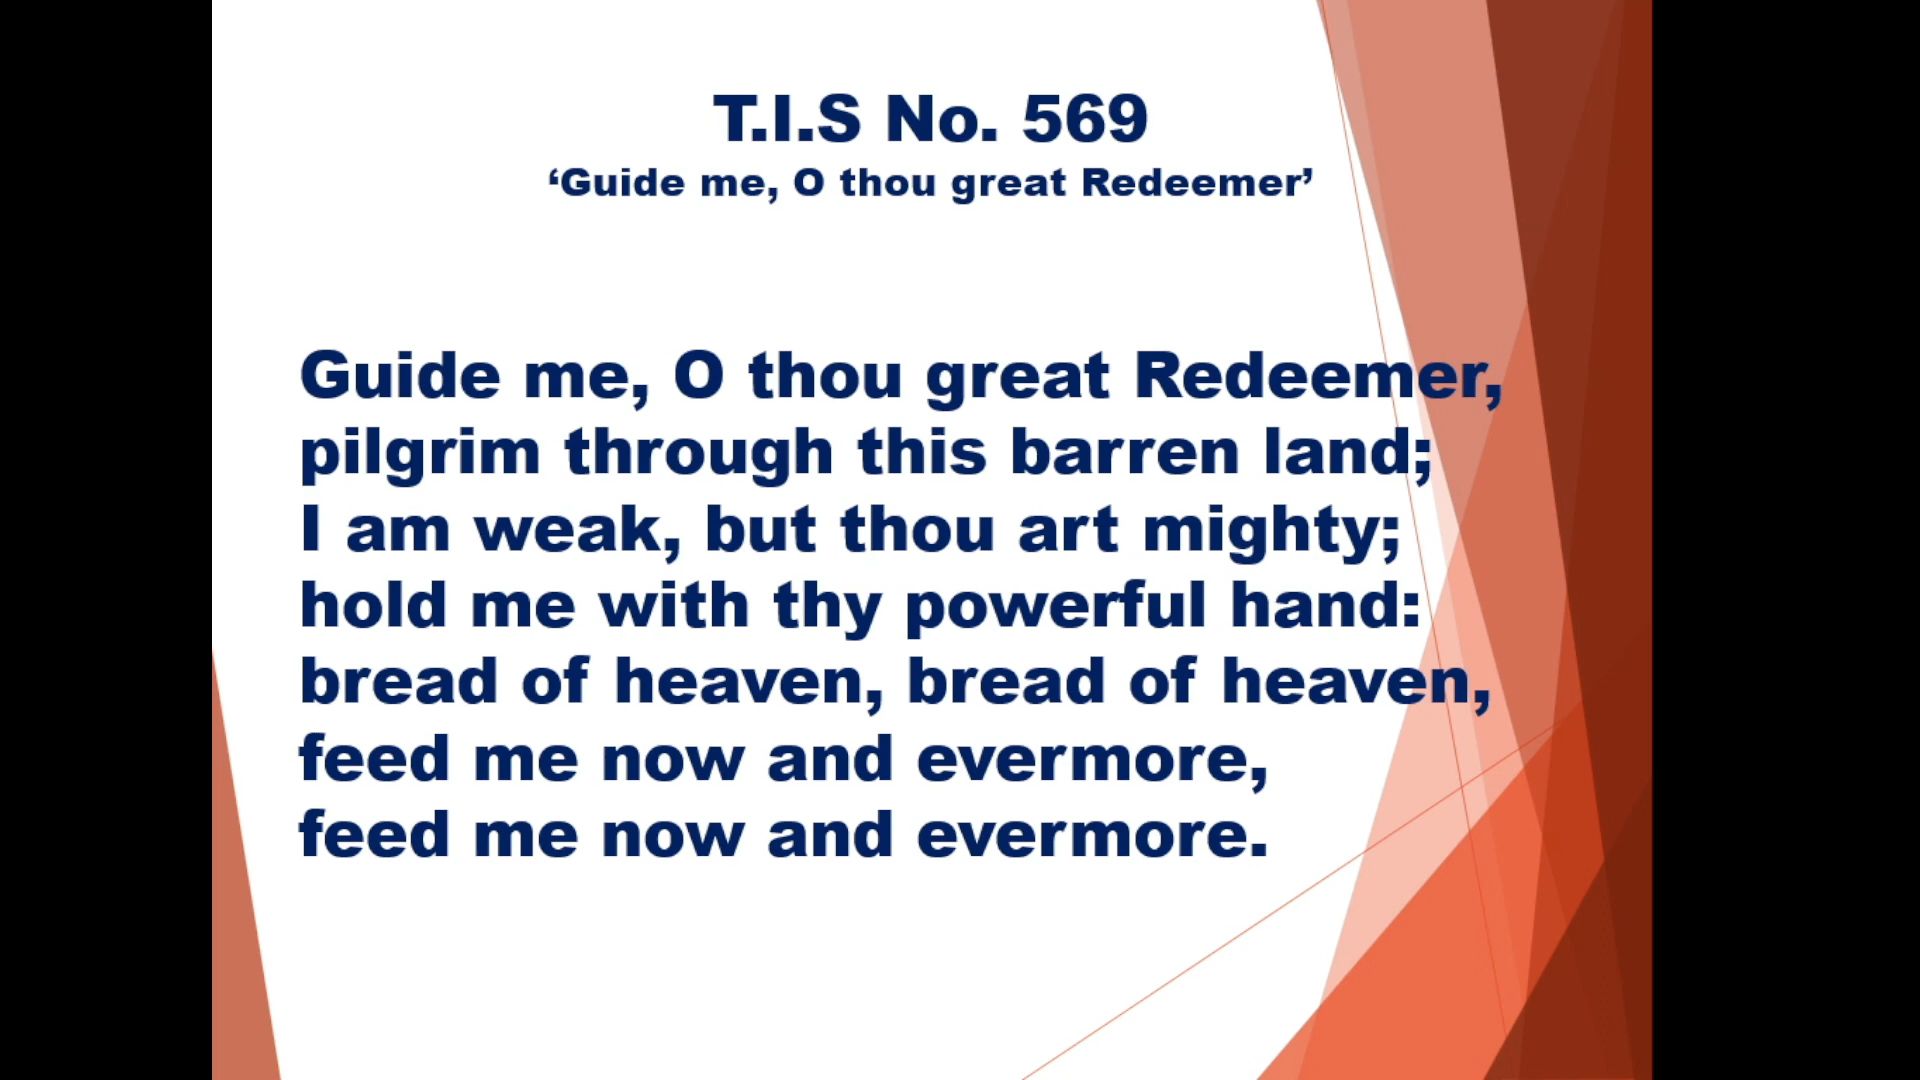 T.I.S No. 569
‘Guide me, O thou great Redeemer’
Guide me, O thou great Redeemer,
pilgrim through this barren land;
I am weak, but thou art mighty;
hold me with thy powerful hand:
bread of heaven, bread of heaven,
feed me now and evermore,
feed me now and evermore.